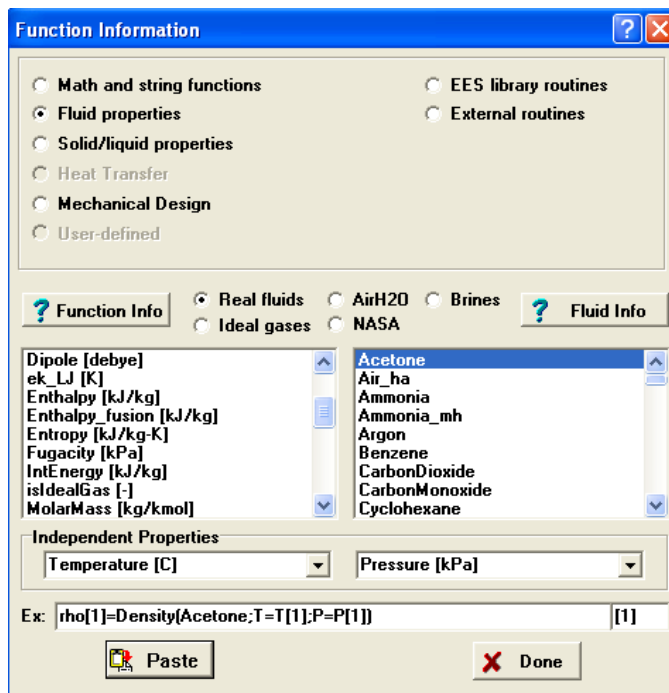 Function Information
Math and string functions
EES library routines
Fluid properties
External routines
Solid/liquid properties
Heat Transfer
Mechanical Design
User-defined
? Function Info
Real fluids
AirH2O
Brines
Ideal gases
NASA
? Fluid Info
Dipole [debye]
ek_LJ [K]
Enthalpy [kJ/kg]
Enthalpy_fusion [kJ/kg]
Entropy [kJ/kg-K]
Fugacity [kPa]
IntEnergy [kJ/kg]
isIdealGas [-]
MolarMass [kg/kmol]
Acetone
Air_ha
Ammonia
Ammonia_mh
Argon
Benzene
CarbonDioxide
CarbonMonoxide
Cyclohexane
Independent Properties
Temperature [C]
Pressure [kPa]
Ex: rho[1]=Density(Acetone;T=T[1];P=P[1]) [1]
Paste
Done